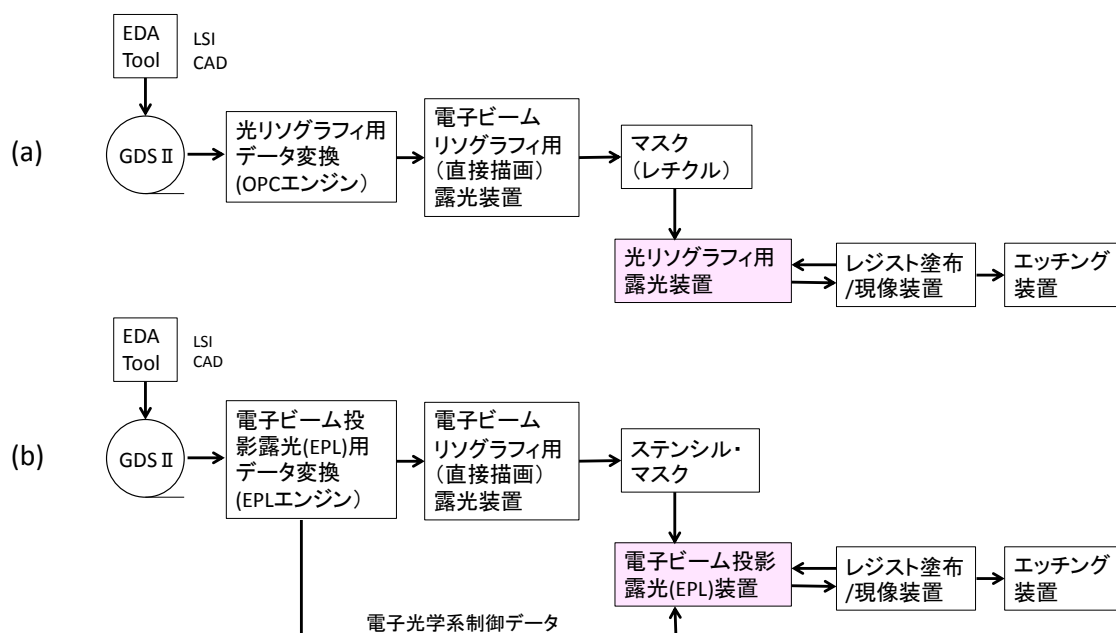 EDA
Tool
LSI
CAD
(a)
GDS II
光リソグラフィ用
データ変換
(OPCエンジン）
電子ビーム
リソグラフィ用
（直接描画）
露光装置
マスク
（レチクル）
光リソグラフィ用
露光装置
レジスト塗布
/現像装置
エッチング
装置
EDA
Tool
LSI
CAD
(b)
GDS II
電子ビーム投
影露光(EPL)用
データ変換
(EPLエンジン）
電子ビーム
リソグラフィ用
（直接描画）
露光装置
ステンシル・
マスク
電子ビーム投影
露光(EPL)装置
レジスト塗布
/現像装置
エッチング
装置
電子光学系制御データ